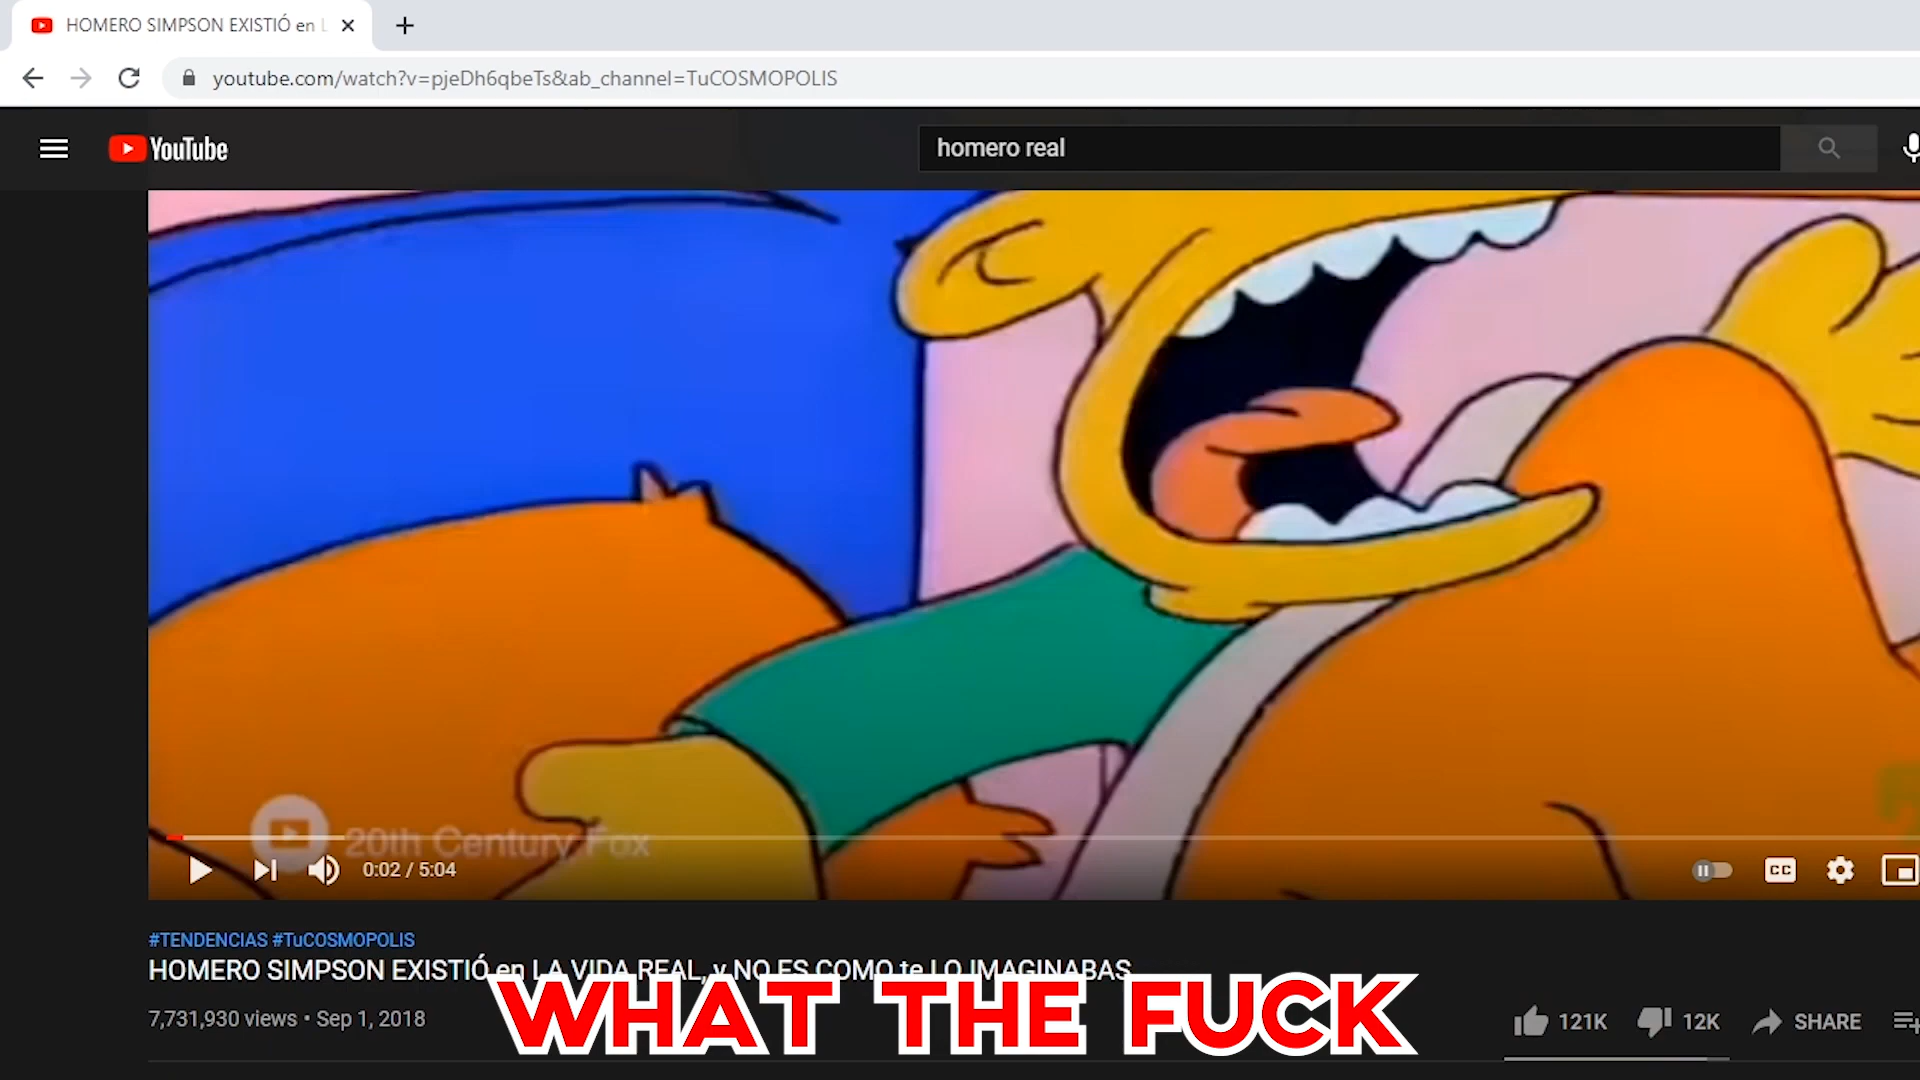 HOMERO SIMPSON EXISTIÓ en L
youtube.com/watch?v=pjeDh6qbeTs&ab_channel=TuCOSMOPOLIS
YouTube
homero real
20th Century Fox
0:02 / 5:04
CC
#TENDENCIAS #TuCOSMOPOLIS
HOMERO SIMPSON EXISTIÓ en LA VIDA REAL, y NO ES COMO te LO IMAGINABAS
WHAT THE FUCK
7,731,930 views • Sep 1, 2018
121K 12K SHARE